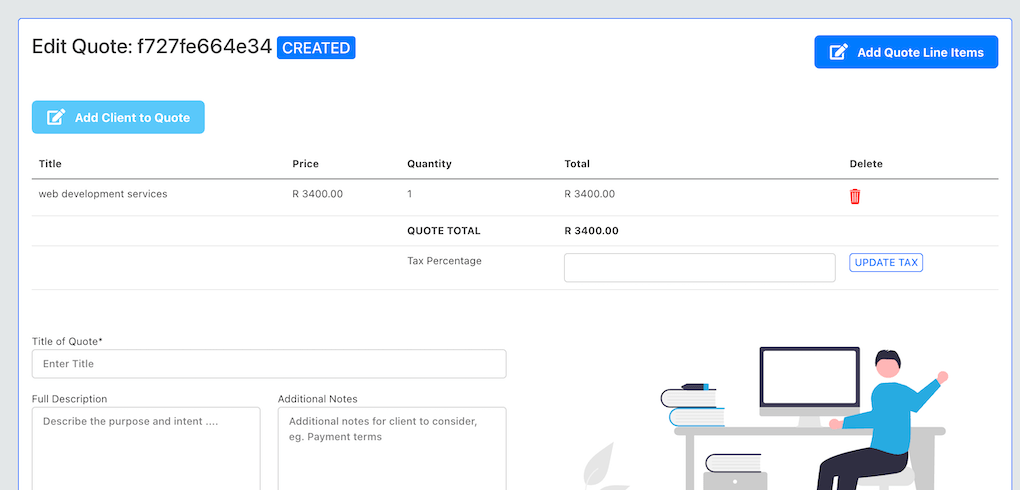 Edit Quote: f727fe664e34 CREATED
Add Quote Line Items
Add Client to Quote
Title Price Quantity Total Delete
web development services R 3400.00 1 R 3400.00
QUOTE TOTAL R 3400.00
Tax Percentage UPDATE TAX
Title of Quote*
Enter Title
Full Description Additional Notes
Describe the purpose and intent .... Additional notes for client to consider,
eg. Payment terms